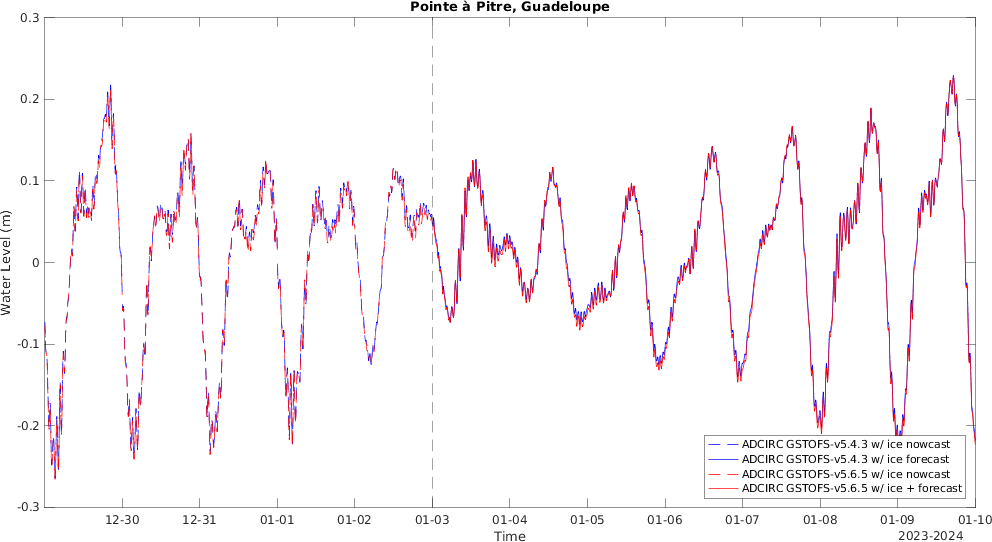 Pointe à Pitre, Guadeloupe
0.3
0.2
0.1
0
-0.1
-0.2
-0.3
Water Level (m)
ADCIRC GSTOFS-v5.4.3 w/ ice nowcast
ADCIRC GSTOFS-v5.4.3 w/ ice forecast
ADCIRC GSTOFS-v5.6.5 w/ ice nowcast
ADCIRC GSTOFS-v5.6.5 w/ ice + forecast
12-30 12-31 01-01 01-02 01-03 01-04 01-05 01-06 01-07 01-08 01-09 01-10
Time
2023-2024